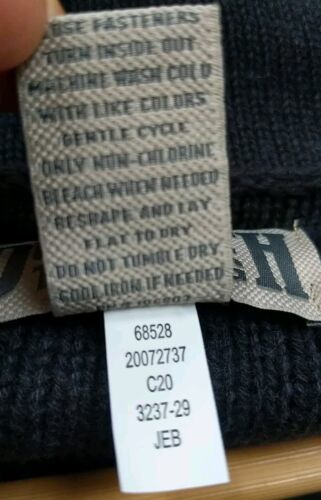 USE FASTENERS
TURN INSIDE OUT
MACHINE WASH COLD
WITH LIKE COLORS
GENTLE CYCLE
ONLY NON-CHLORINE
BLEACH WHEN NEEDED
RESHAPE AND LAY
FLAT TO DRY
DO NOT TUMBLE DRY
COOL IRON IF NEEDED
68528
20072737
C20
3237-29
JEB